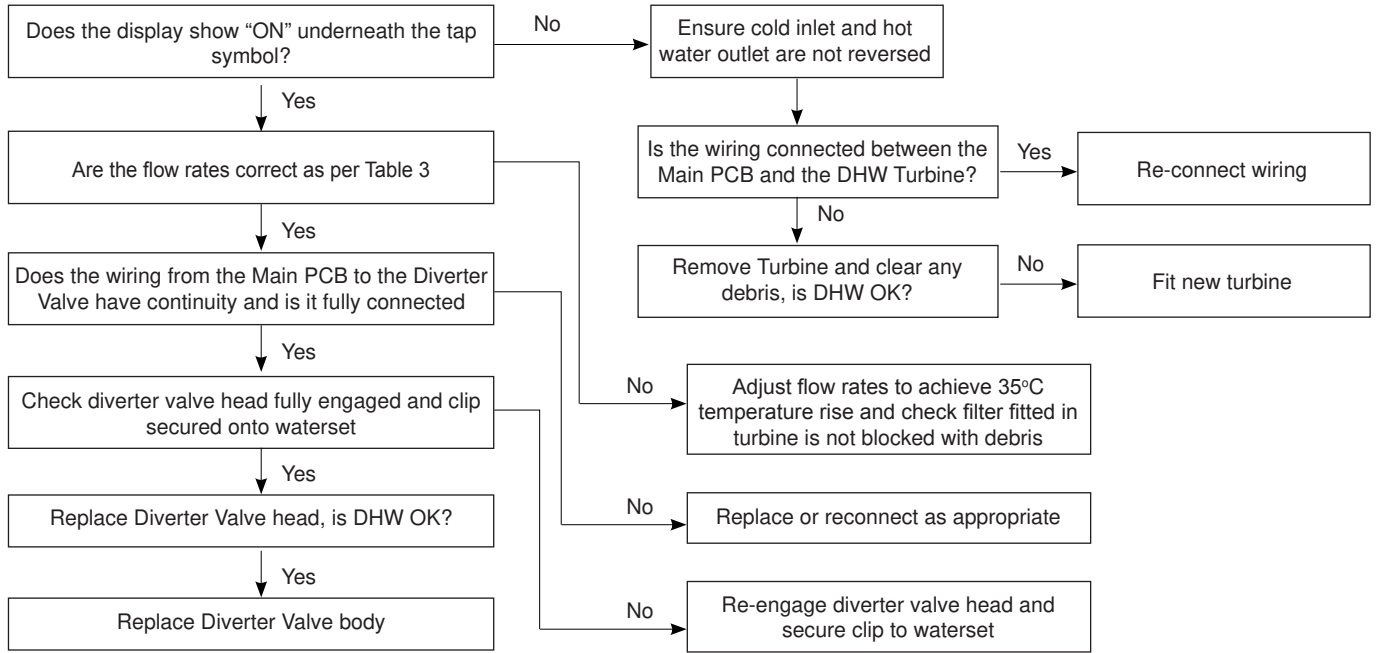 Does the display show “ON” underneath the tap
symbol?
No
Ensure cold inlet and hot
water outlet are not reversed
Yes
Are the flow rates correct as per Table 3
Is the wiring connected between the
Main PCB and the DHW Turbine?
Yes
Re-connect wiring
No
Yes
Does the wiring from the Main PCB to the Diverter
Valve have continuity and is it fully connected
Remove Turbine and clear any
debris, is DHW OK?
No
Fit new turbine
Yes
Check diverter valve head fully engaged and clip
secured onto waterset
No
Adjust flow rates to achieve 35°C
temperature rise and check filter fitted in
turbine is not blocked with debris
Yes
Replace Diverter Valve head, is DHW OK?
No
Replace or reconnect as appropriate
Yes
Replace Diverter Valve body
No
Re-engage diverter valve head and
secure clip to waterset